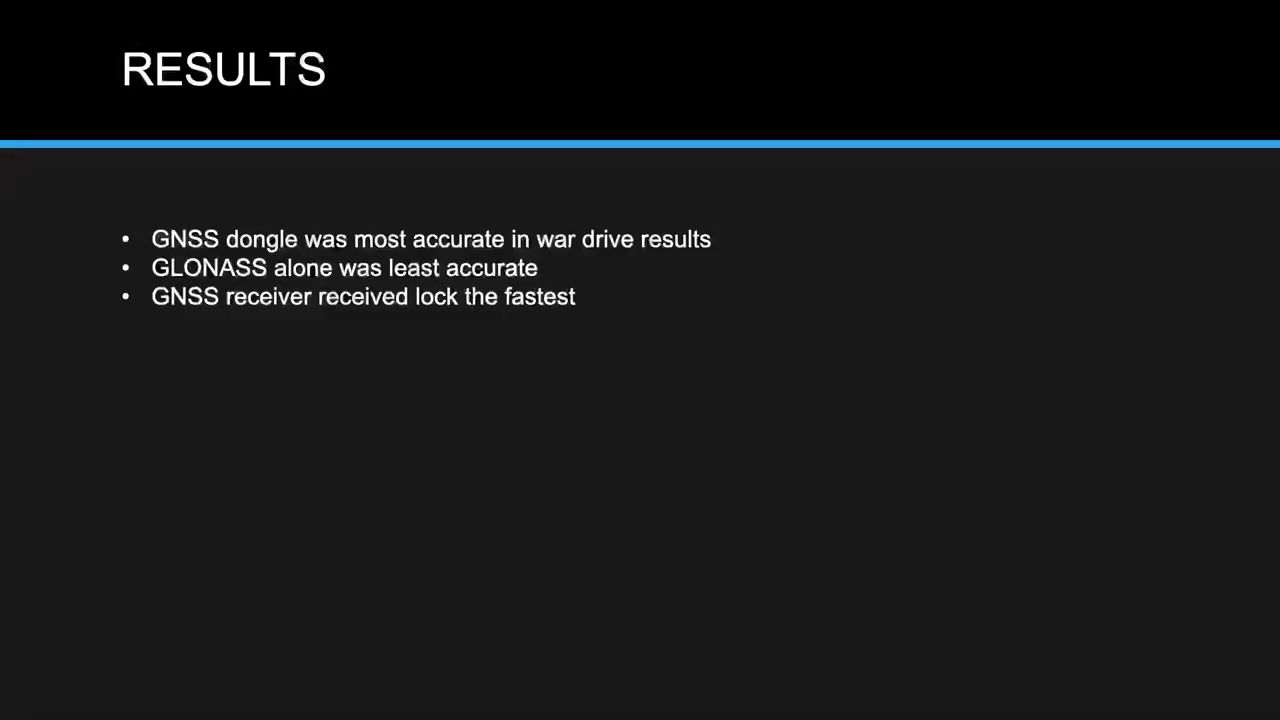 RESULTS
• GNSS dongle was most accurate in war drive results
• GLONASS alone was least accurate
• GNSS receiver received lock the fastest